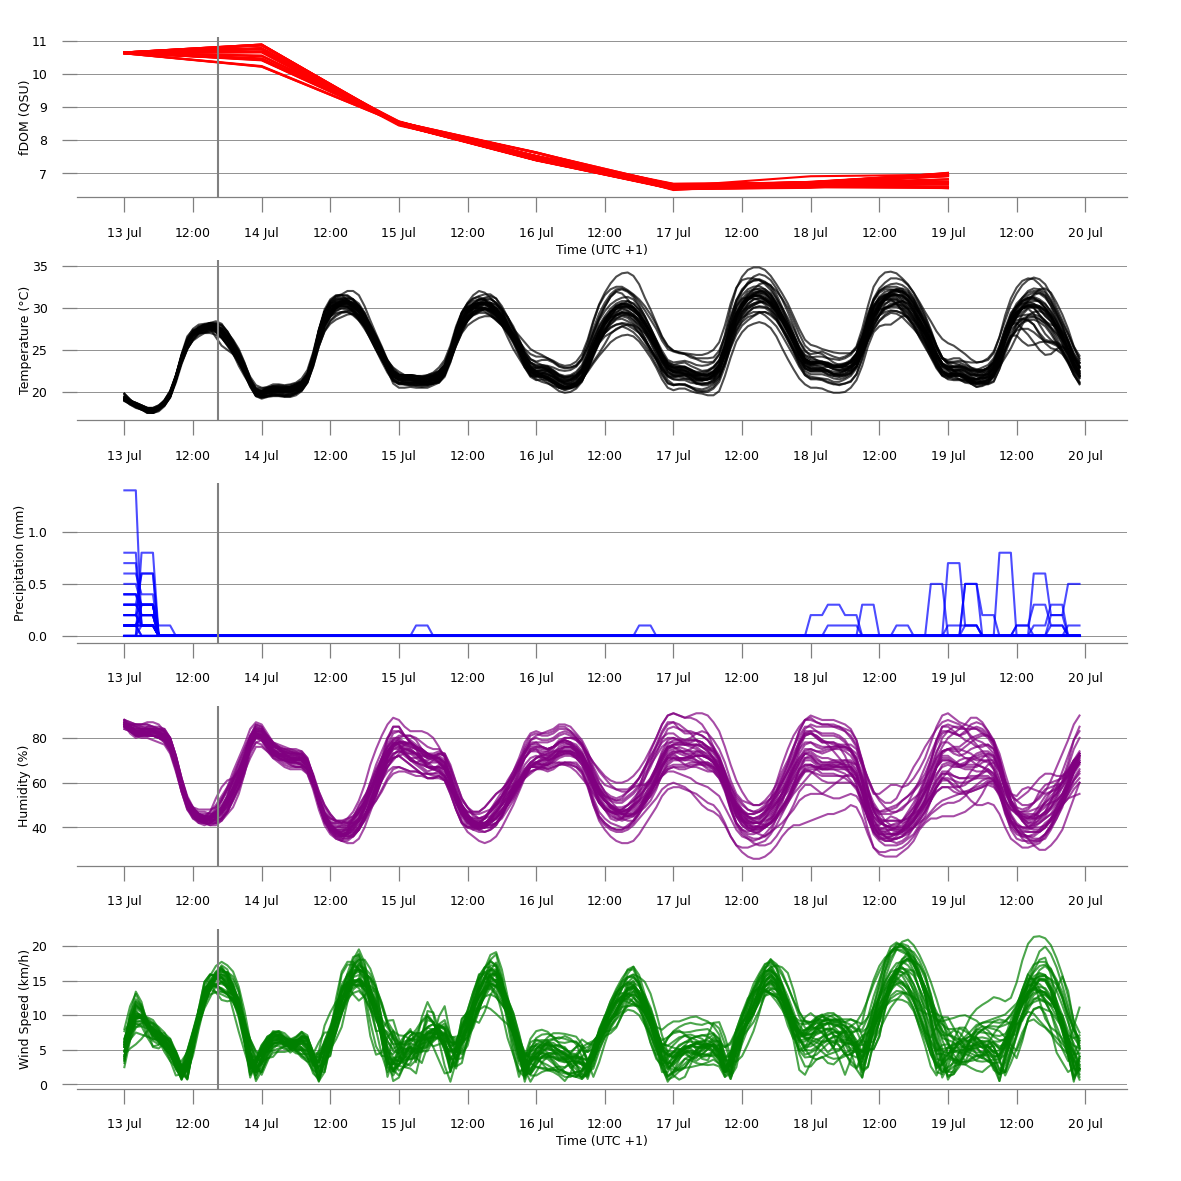 11
10
9
8
7
fDOM (QSU)
13 Jul 12:00 14 Jul 12:00 15 Jul 12:00 16 Jul 12:00 17 Jul 12:00 18 Jul 12:00 19 Jul 12:00 20 Jul
Time (UTC +1)
35
30
25
20
Temperature (°C)
13 Jul 12:00 14 Jul 12:00 15 Jul 12:00 16 Jul 12:00 17 Jul 12:00 18 Jul 12:00 19 Jul 12:00 20 Jul
1.0
0.5
0.0
Precipitation (mm)
13 Jul 12:00 14 Jul 12:00 15 Jul 12:00 16 Jul 12:00 17 Jul 12:00 18 Jul 12:00 19 Jul 12:00 20 Jul
80
60
40
Humidity (%)
13 Jul 12:00 14 Jul 12:00 15 Jul 12:00 16 Jul 12:00 17 Jul 12:00 18 Jul 12:00 19 Jul 12:00 20 Jul
20
15
10
5
0
Wind Speed (km/h)
13 Jul 12:00 14 Jul 12:00 15 Jul 12:00 16 Jul 12:00 17 Jul 12:00 18 Jul 12:00 19 Jul 12:00 20 Jul
Time (UTC +1)